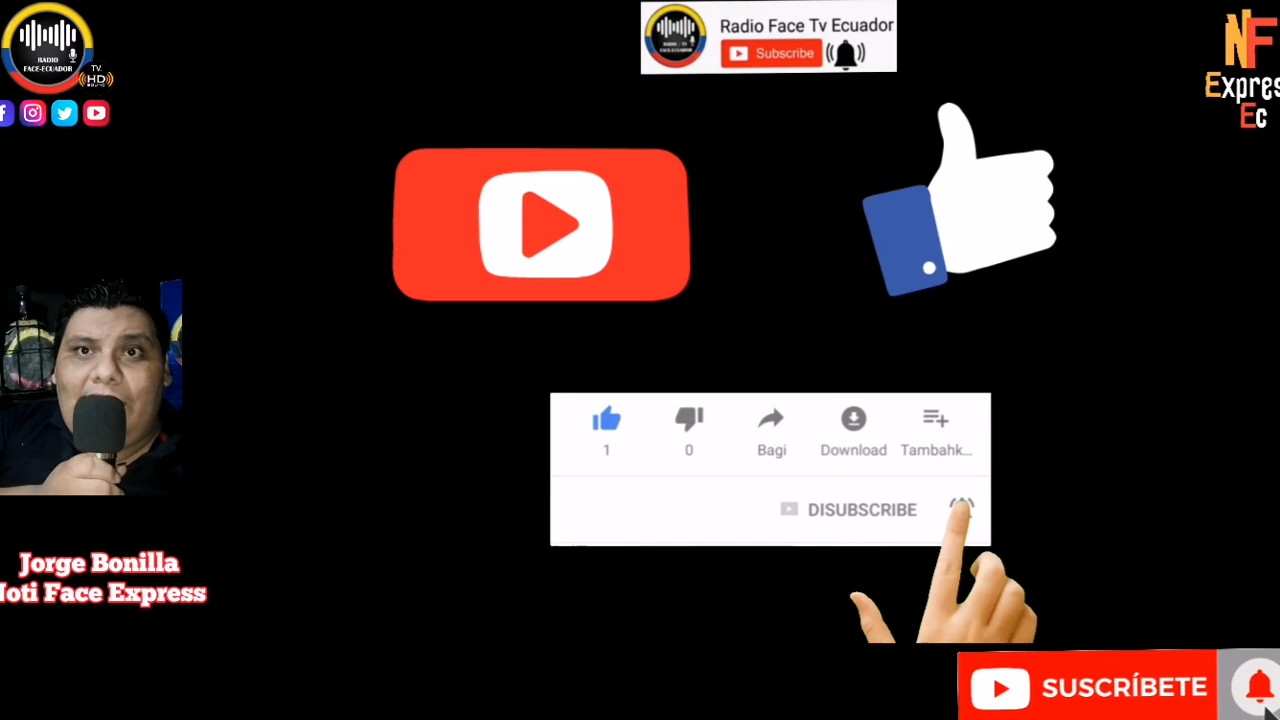 RADIO
FACE-ECUADOR
TV.
HD
Radio Face Tv Ecuador
Subscribe
NF
Expres
Ec
1
0
Bagi
Download
Tambahk...
DISUBSCRIBE
Jorge Bonilla
Noti Face Express
SUSCRÍBETE